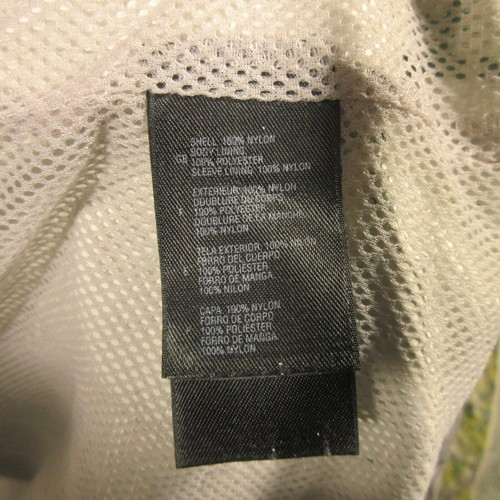 SHELL: 100% NYLON
BODY LINING:
GB 100% POLYESTER
SLEEVE LINING: 100% NYLON
EXTERIEUR: 100% NYLON
DOUBLURE DU CORPS
F 100% POLYESTER
DOUBLURE DE LA MANCHE
100% NYLON
TELA EXTERIOR, 100% NYLON
FORRO DEL CUERPO
E 100% POLIESTER
FORRO DE MANGA
100% NILON
CAPA, 100% NYLON
FORRO DE CORPO
100% POLIESTER
FORRO DE MANGA
100% NYLON